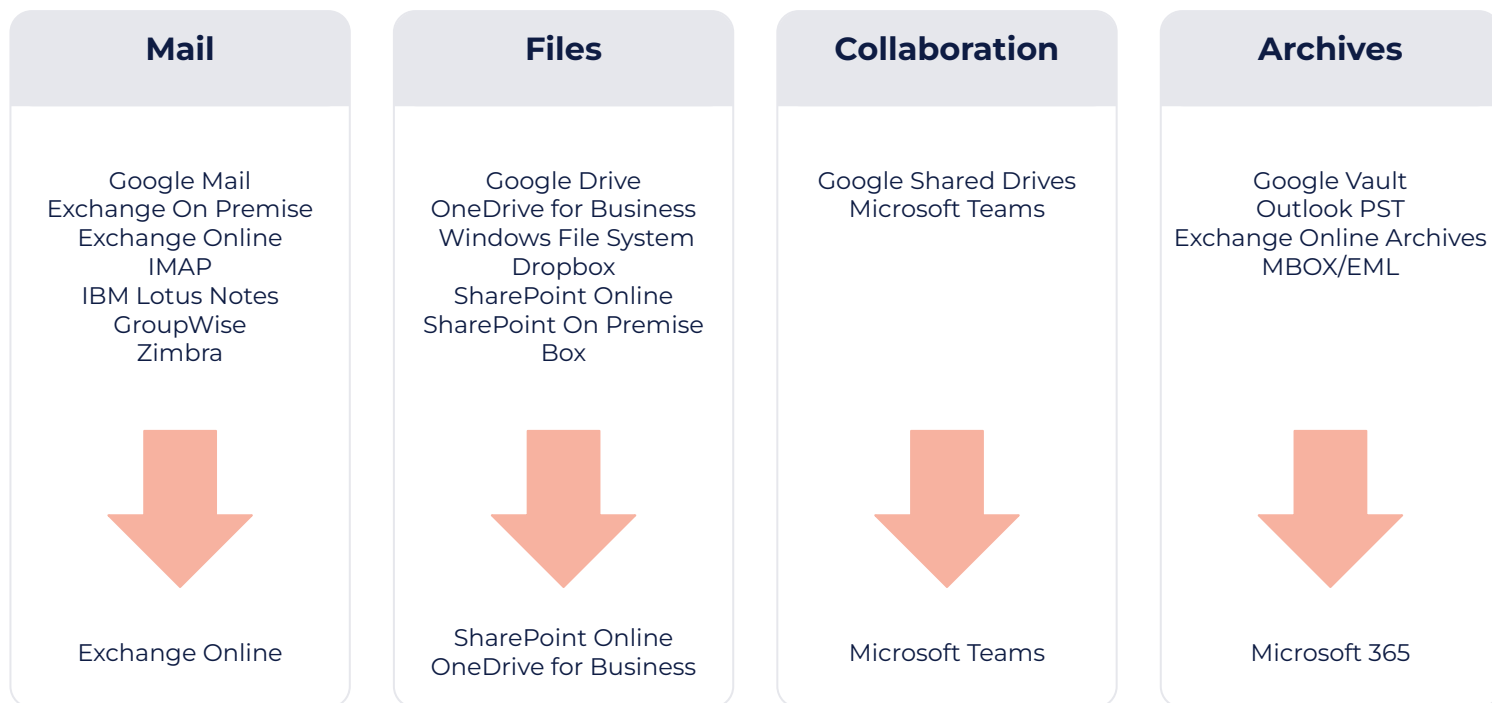 Mail
Google Mail
Exchange On Premise
Exchange Online
IMAP
IBM Lotus Notes
GroupWise
Zimbra
Exchange Online
Files
Google Drive
OneDrive for Business
Windows File System
Dropbox
SharePoint Online
SharePoint On Premise
Box
SharePoint Online
OneDrive for Business
Collaboration
Google Shared Drives
Microsoft Teams
Microsoft Teams
Archives
Google Vault
Outlook PST
Exchange Online Archives
MBOX/EML
Microsoft 365